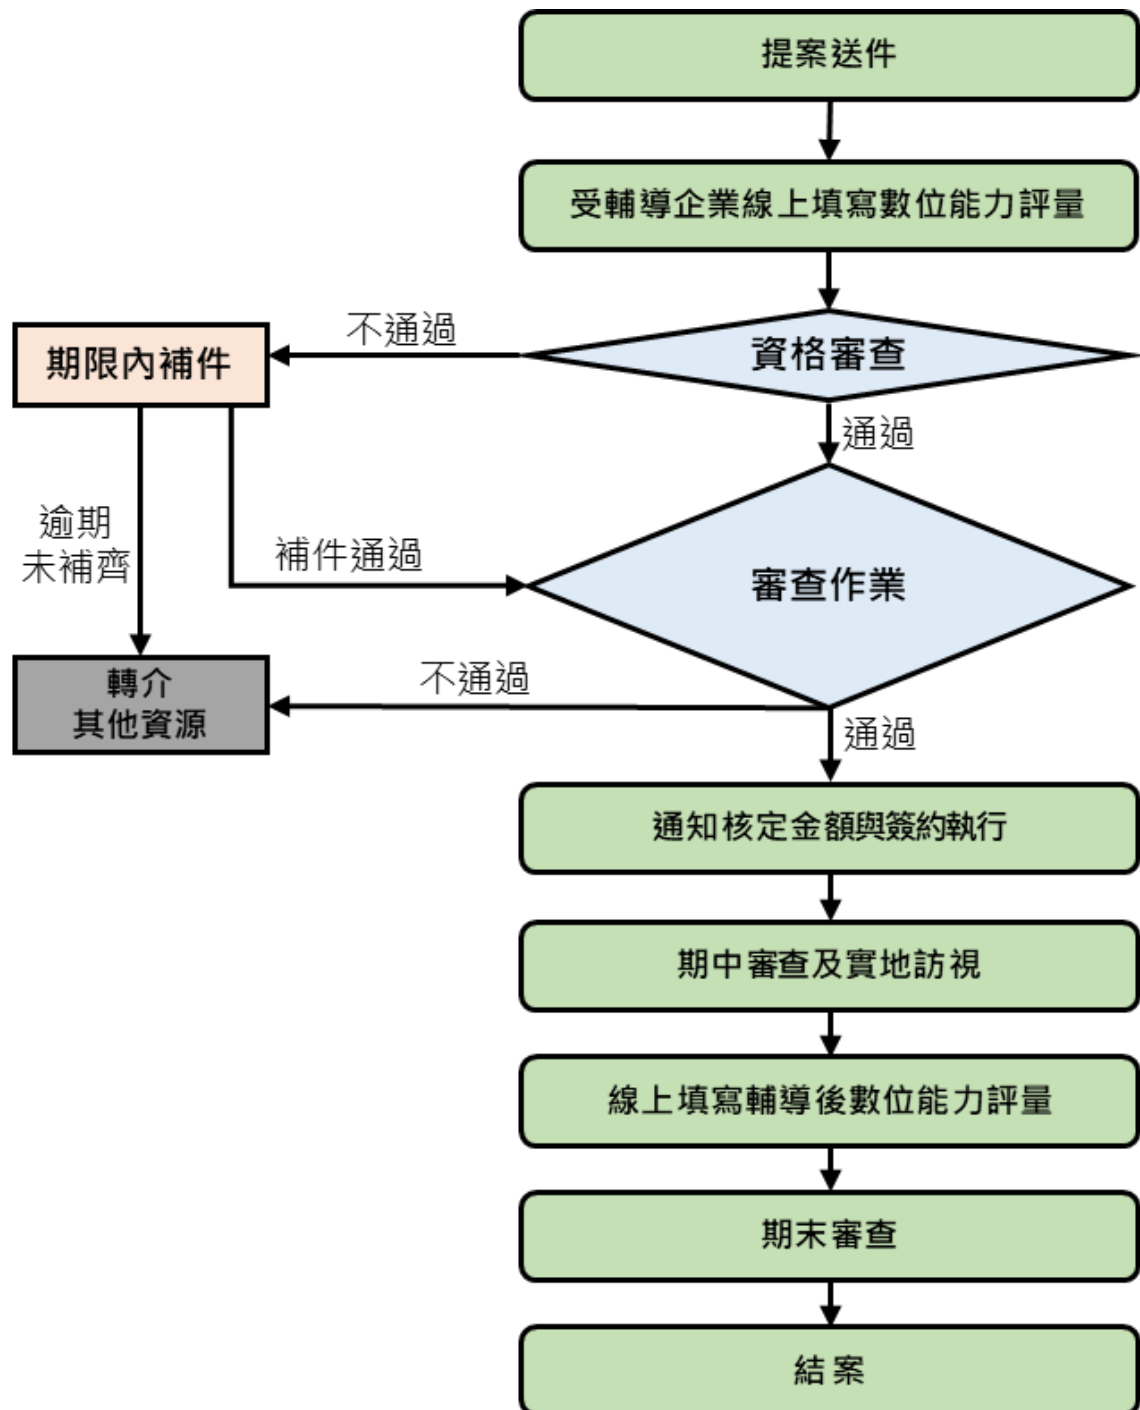 提案送件
受輔導企業線上填寫數位能力評量
不通過
期限內補件
資格審查
通過
逾期
未補齊
補件通過
審查作業
轉介
其他資源
不通過
通過
通知核定金額與簽約執行
期中審查及實地訪視
線上填寫輔導後數位能力評量
期末審查
結案